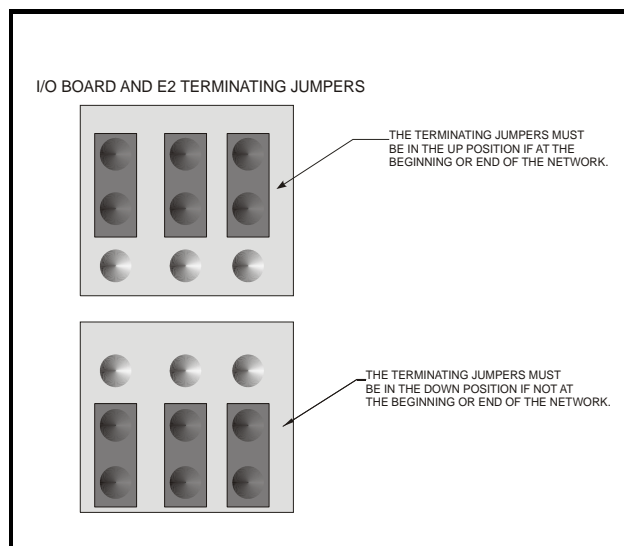 I/O BOARD AND E2 TERMINATING JUMPERS
THE TERMINATING JUMPERS MUST
BE IN THE UP POSITION IF AT THE
BEGINNING OR END OF THE NETWORK.
THE TERMINATING JUMPERS MUST
BE IN THE DOWN POSITION IF NOT AT
THE BEGINNING OR END OF THE NETWORK.